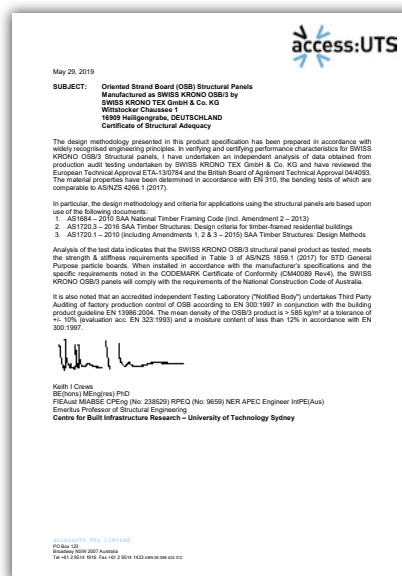 access:UTS
May 29, 2019
SUBJECT: Oriented Strand Board (OSB) Structural Panels
Manufactured as SWISS KRONO OSB/3 by
SWISS KRONO TEX GmbH & Co. KG
Wittstocker Chaussee 1
16909 Heiligengrabe, DEUTSCHLAND
Certificate of Structural Adequacy
The design methodology presented in this product specification has been prepared in accordance with
widely recognised engineering principles. In verifying and certifying performance characteristics for SWISS
KRONO OSB/3 Structural panels, I have undertaken an independent analysis of data obtained from
production audit testing undertaken by SWISS KRONO TEX GmbH & Co. KG and have reviewed the
European Technical Approval ETA-13/0784 and the British Board of Agrément Technical Approval 04/4093.
The material properties have been determined in accordance with EN 310, the bending tests of which are
comparable to AS/NZS 4266.1 (2017).
In particular, the design methodology and criteria for applications using the structural panels are based upon
use of the following documents:
1. AS1684 – 2010 SAA National Timber Framing Code (incl. Amendment 2 – 2013)
2. AS1720.3 – 2016 SAA Timber Structures: Design criteria for timber-framed residential buildings
3. AS1720.1 – 2010 (including Amendments 1, 2 & 3 – 2015) SAA Timber Structures: Design Methods
Analysis of the test data indicates that the SWISS KRONO OSB/3 structural panel product as tested, meets
the strength & stiffness requirements specified in Table 3 of AS/NZS 1859.1 (2017) for STD General
Purpose particle boards. When installed in accordance with the manufacturer's specifications and the
specific requirements noted in the CODEMARK Certificate of Conformity (CM40089 Rev4), the SWISS
KRONO OSB/3 panels will comply with the requirements of the National Construction Code of Australia.
It is also noted that an accredited independent Testing Laboratory ("Notified Body") undertakes Third Party
Auditing of factory production control of OSB according to EN 300:1997 in conjunction with the building
product guideline EN 13986:2004. The mean density of the OSB/3 product is > 585 kg/m³ at a tolerance of
+/- 10% (evaluation acc. EN 323:1993) and a moisture content of less than 12% in accordance with EN
300:1997.
Keith I Crews
BE(hons) MEng(res) PhD
FIEAust MIABSE CPEng (No: 238529) RPEQ (No: 9659) NER APEC Engineer IntPE(Aus)
Emeritus Professor of Structural Engineering
Centre for Built Infrastructure Research – University of Technology Sydney
accessUTS Pty Limited
PO Box 123
Broadway NSW 2007 Australia
Tel +61 2 9514 1916 Fax +61 2 9514 1433